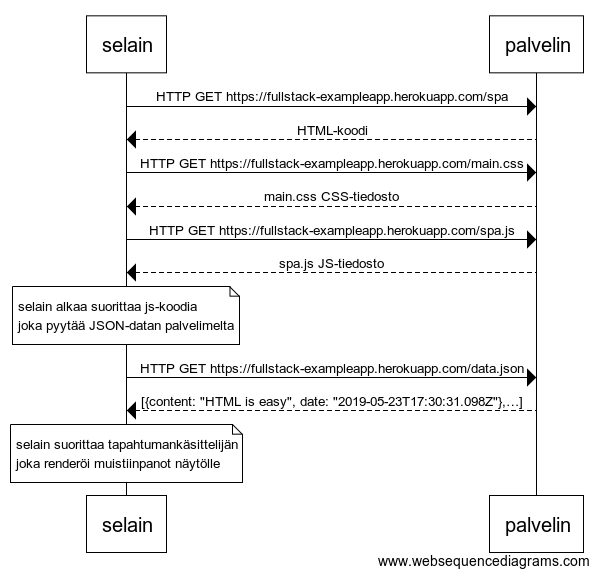 selain palvelin
HTTP GET https://fullstack-exampleapp.herokuapp.com/spa
HTML-koodi
HTTP GET https://fullstack-exampleapp.herokuapp.com/main.css
main.css CSS-tiedosto
HTTP GET https://fullstack-exampleapp.herokuapp.com/spa.js
spa.js JS-tiedosto
selain alkaa suorittaa js-koodia
joka pyytää JSON-datan palvelimelta
HTTP GET https://fullstack-exampleapp.herokuapp.com/data.json
[{content: "HTML is easy", date: "2019-05-23T17:30:31.098Z"},...]
selain suorittaa tapahtumankäsittelijän
joka renderöi muistiinpanot näytölle
selain palvelin
www.websequencediagrams.com